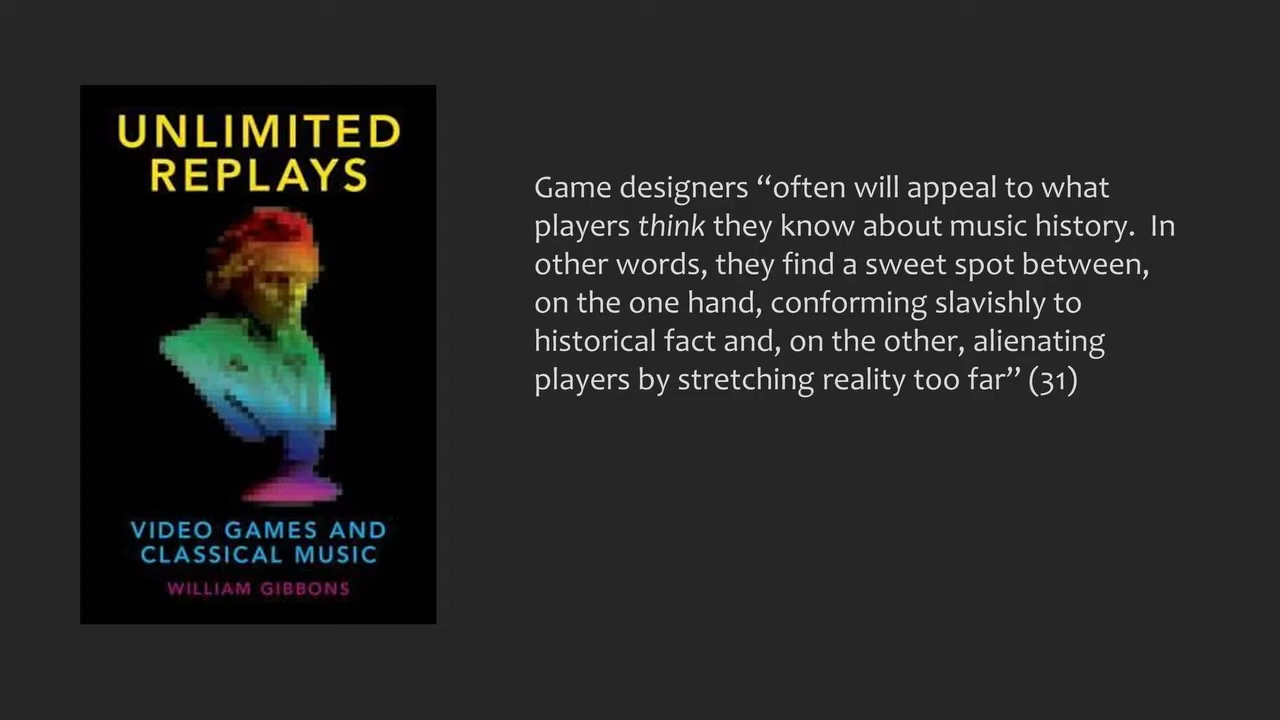 UNLIMITED
REPLAYS
VIDEO GAMES AND
CLASSICAL MUSIC
WILLIAM GIBBONS
Game designers “often will appeal to what
players think they know about music history.  In
other words, they find a sweet spot between,
on the one hand, conforming slavishly to
historical fact and, on the other, alienating
players by stretching reality too far” (31)